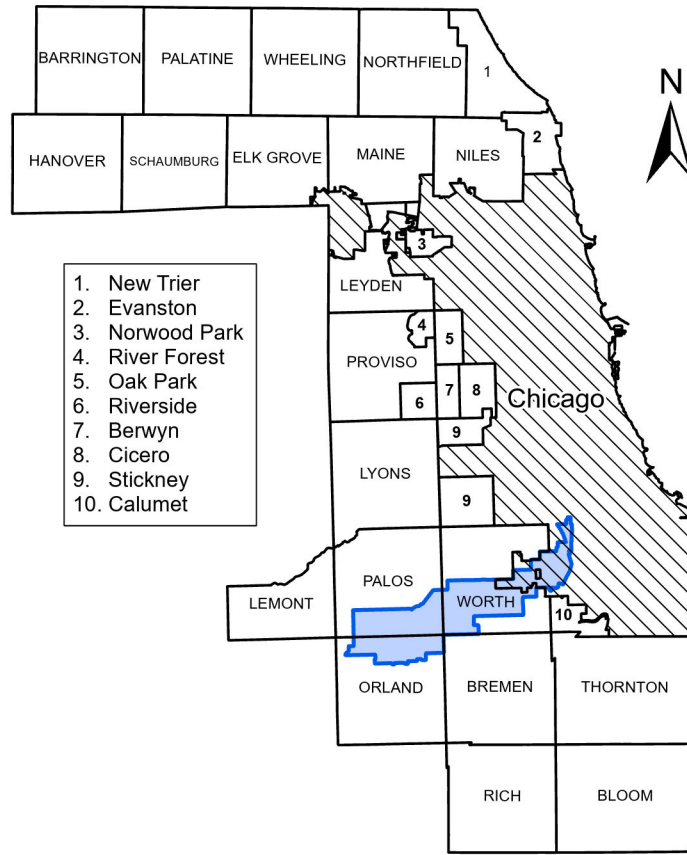 BARRINGTON
PALATINE
WHEELING
NORTHFIELD
1
N
2
HANOVER
SCHAUMBURG
ELK GROVE
MAINE
NILES
3
1. New Trier
2. Evanston
3. Norwood Park
4. River Forest
5. Oak Park
6. Riverside
7. Berwyn
8. Cicero
9. Stickney
10. Calumet
LEYDEN
4
5
PROVISO
6
7
8
Chicago
9
LYONS
9
PALOS
LEMONT
WORTH
10
ORLAND
BREMEN
THORNTON
RICH
BLOOM